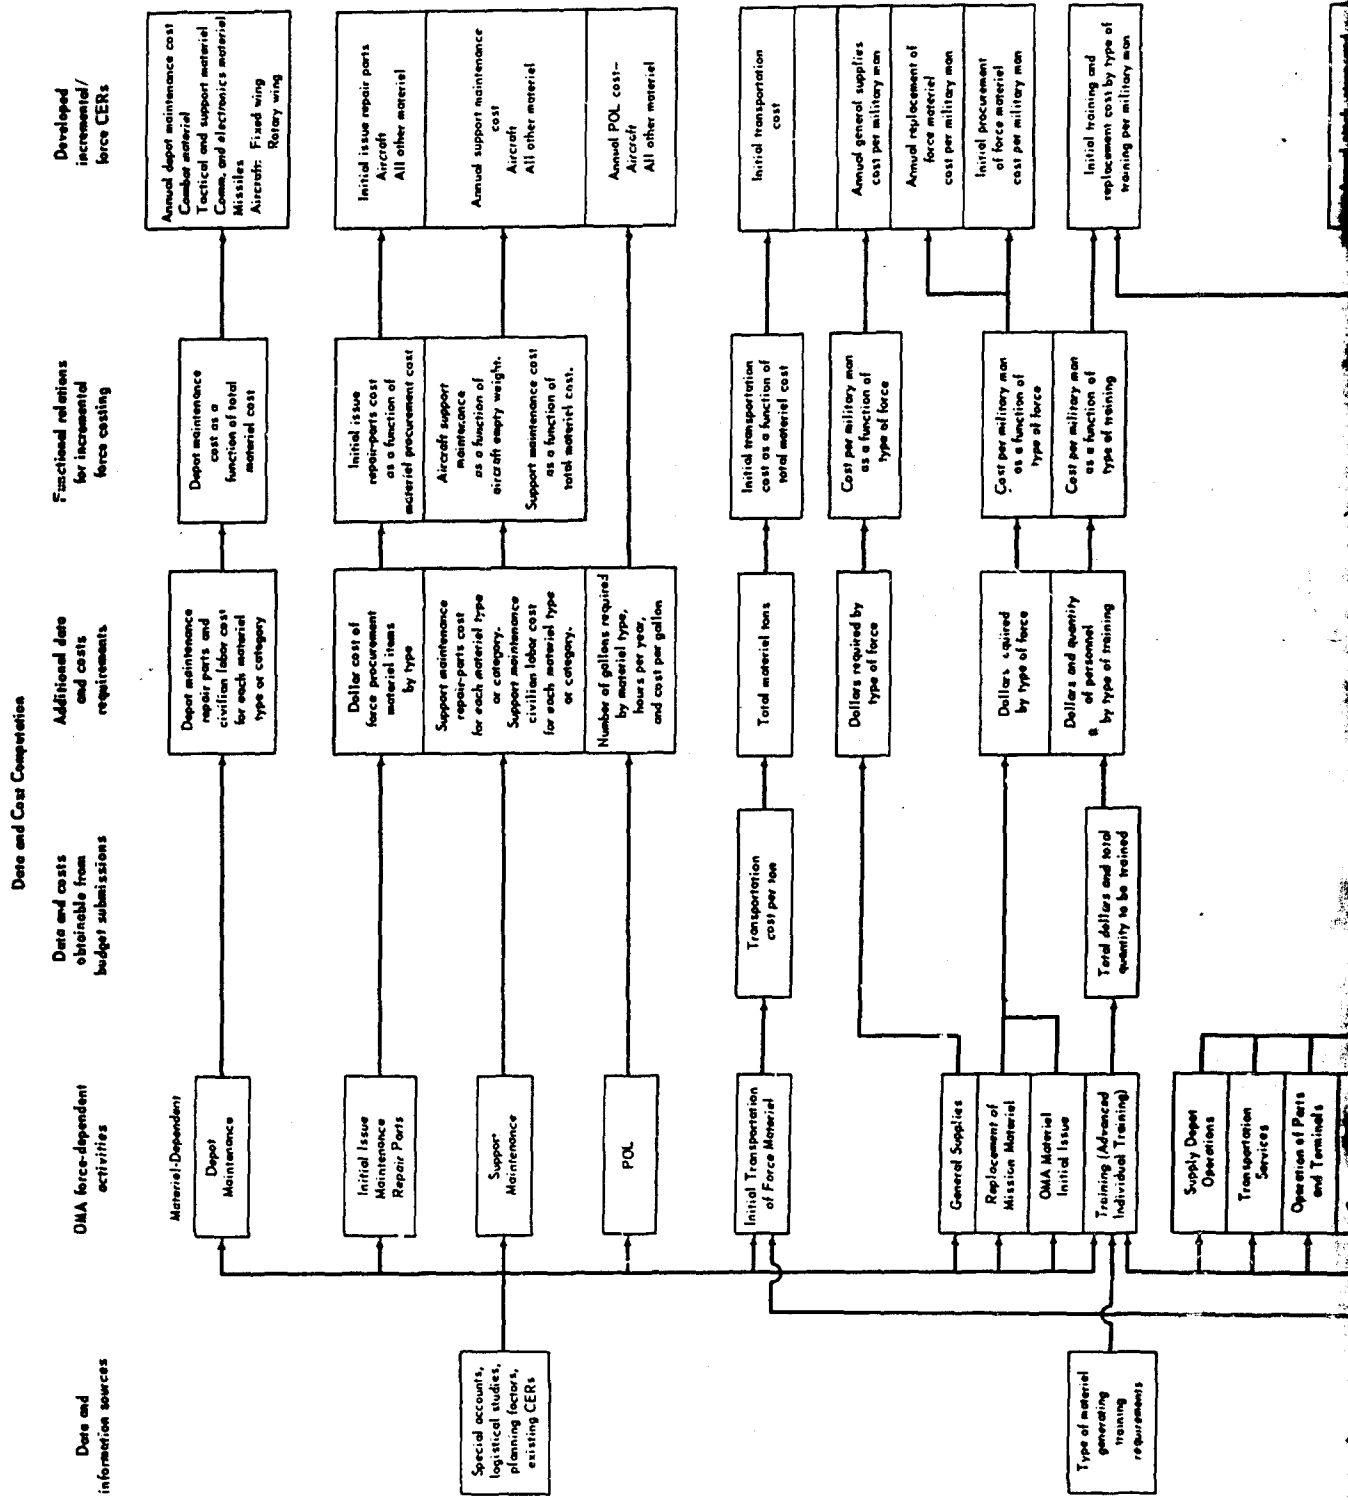 Data and Cost Computation
Data and
information sources
OMA force-dependent
activities
Data and costs
obtainable from
budget submissions
Additional data
and costs
requirements
Functional relations
for incremental
force costing
Developed
incremental/
force CERs
Materiel-Dependent
Depot
Maintenance
Depot maintenance
repair parts and
civilian labor cost
for each materiel
type or category
Depot maintenance
cost as a
function of total
materiel cost
Annual depot maintenance cost
Combat materiel
Tactical and support materiel
Comm, and electronics materiel
Missiles
Aircraft: Fixed wing
Rotary wing
Special accounts,
logistical studies,
planning factors,
existing CERs
Initial Issue
Maintenance
Repair Parts
Dollar cost of
force procurement
materiel items
by type
Initial issue
repair-parts cost
as a function of
materiel procurement cost
Initial issue repair parts
Aircraft
All other materiel
Support
Maintenance
Support maintenance
repair-parts cost
for each materiel type
or category.
Support maintenance
civilian labor cost
for each materiel type
or category.
Aircraft support
maintecance
as a function of
aircraft empty weight.
Support maintenance cost
as a function of
total materiel cost.
Annual support maintenance
cost
Aircraft
All other materiel
POL
Number of gallons required
by materiel type,
hours per year,
and cost per gallon
Annual POL cost—
Aircraft
All other materiel
Initial Transportation
of Force Materiel
Transportation
cost per ton
Total materiel tons
Initial transportation
cost as a function of
total materiel cost
Initial transportation
cost
General Supplies
Dollars required by
type of force
Cost per military man
as a function of
type of force
Annual general supplies
cost per military man
Replacement of
Mission Materiel
OMA Materiel
Initial Issue
Dollars equired
by type of force
Cost per military man
as a function of
type of force
Annual replacement of
force materiel
cost per military man
Initial procurement
of force materiel
cost per military man
Type of materiel
generating
training
requirements
Training (Advanced
Individual Training)
Total dollars and total
quantity to be trained
Dollars and quantity
of personnel
by type of training
Cost per military man
as a function of
type of training
Initial training and
replacement cost by type of
training per military man
Supply Depot
Operations
Transportation
Services
Operation of Ports
and Terminals